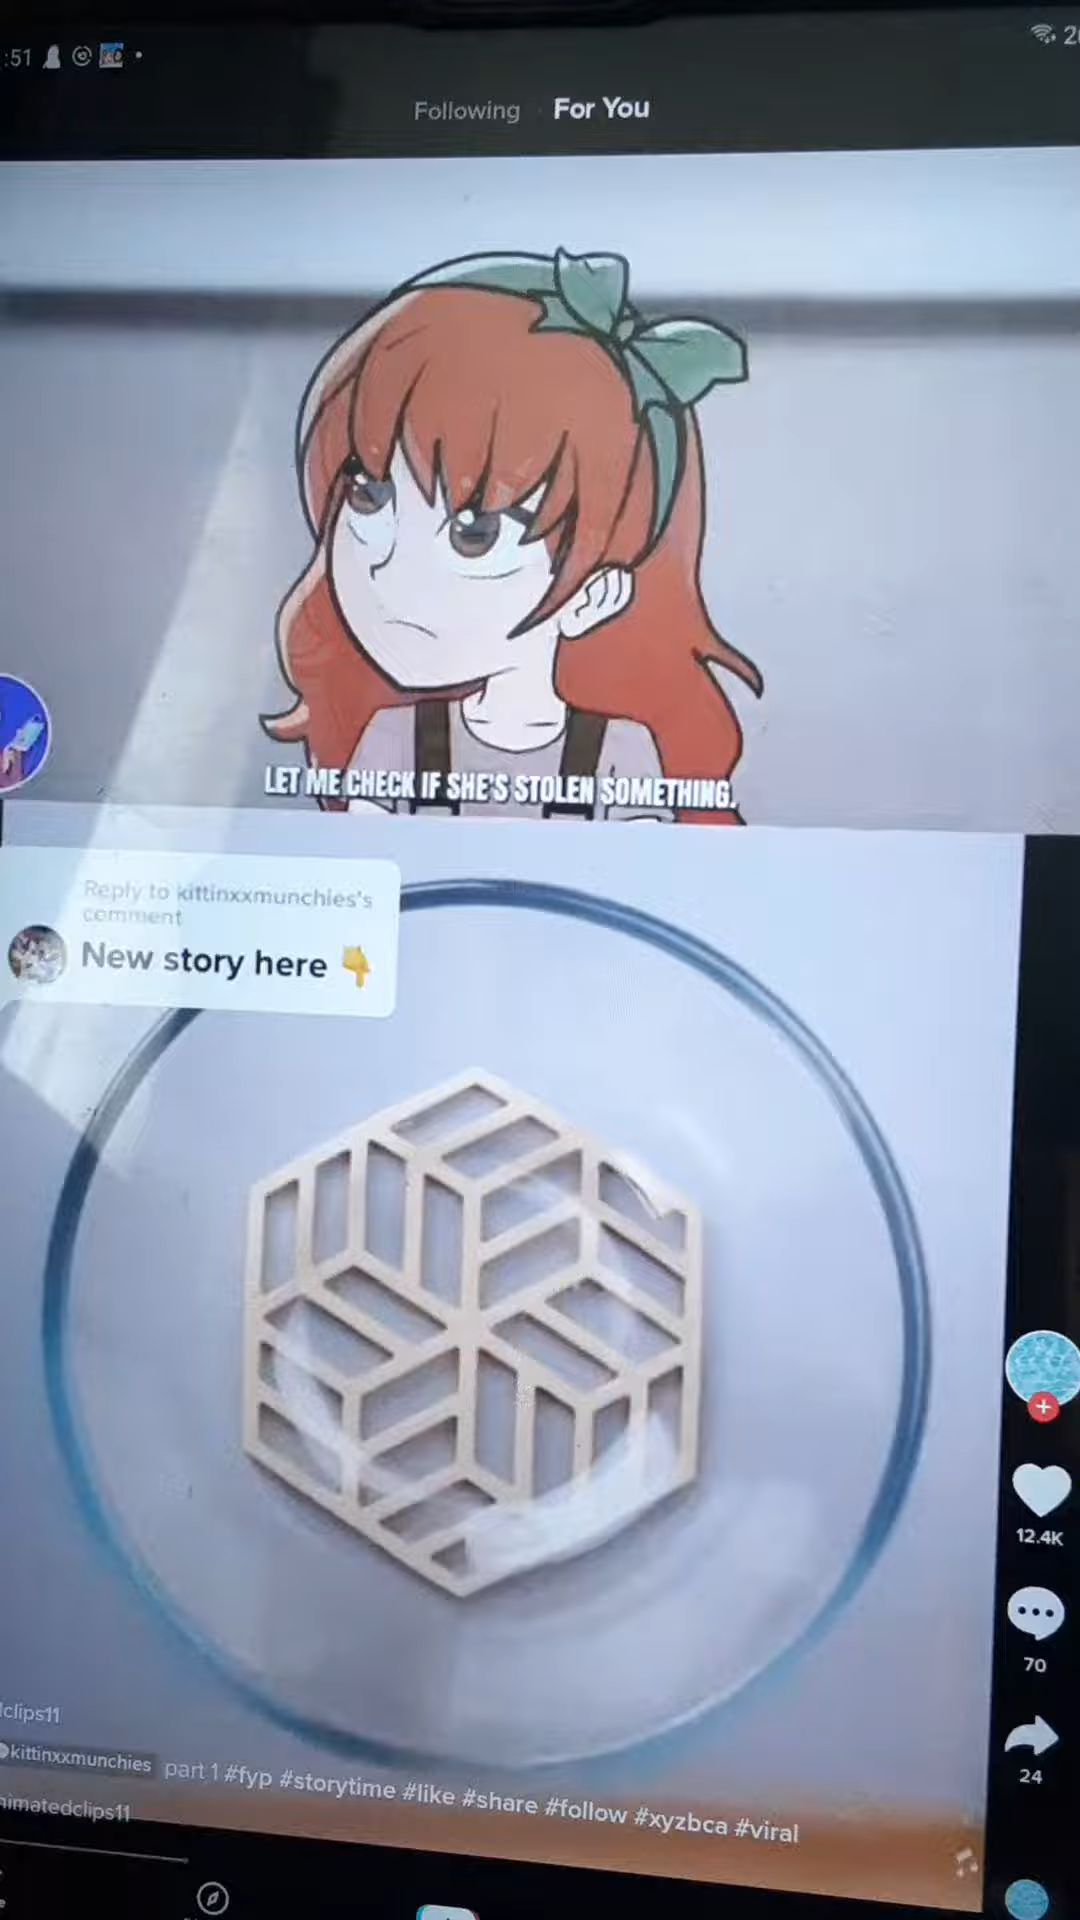 :51
Following
For You
LET ME CHECK IF SHE'S STOLEN SOMETHING.
Reply to kittinxxmunchies's
comment
New story here 👇
12.4K
70
24
clips11
kittinxxmunchies part 1 #fyp #storytime #like #share #follow #xyzbca #viral
nimatedclips11